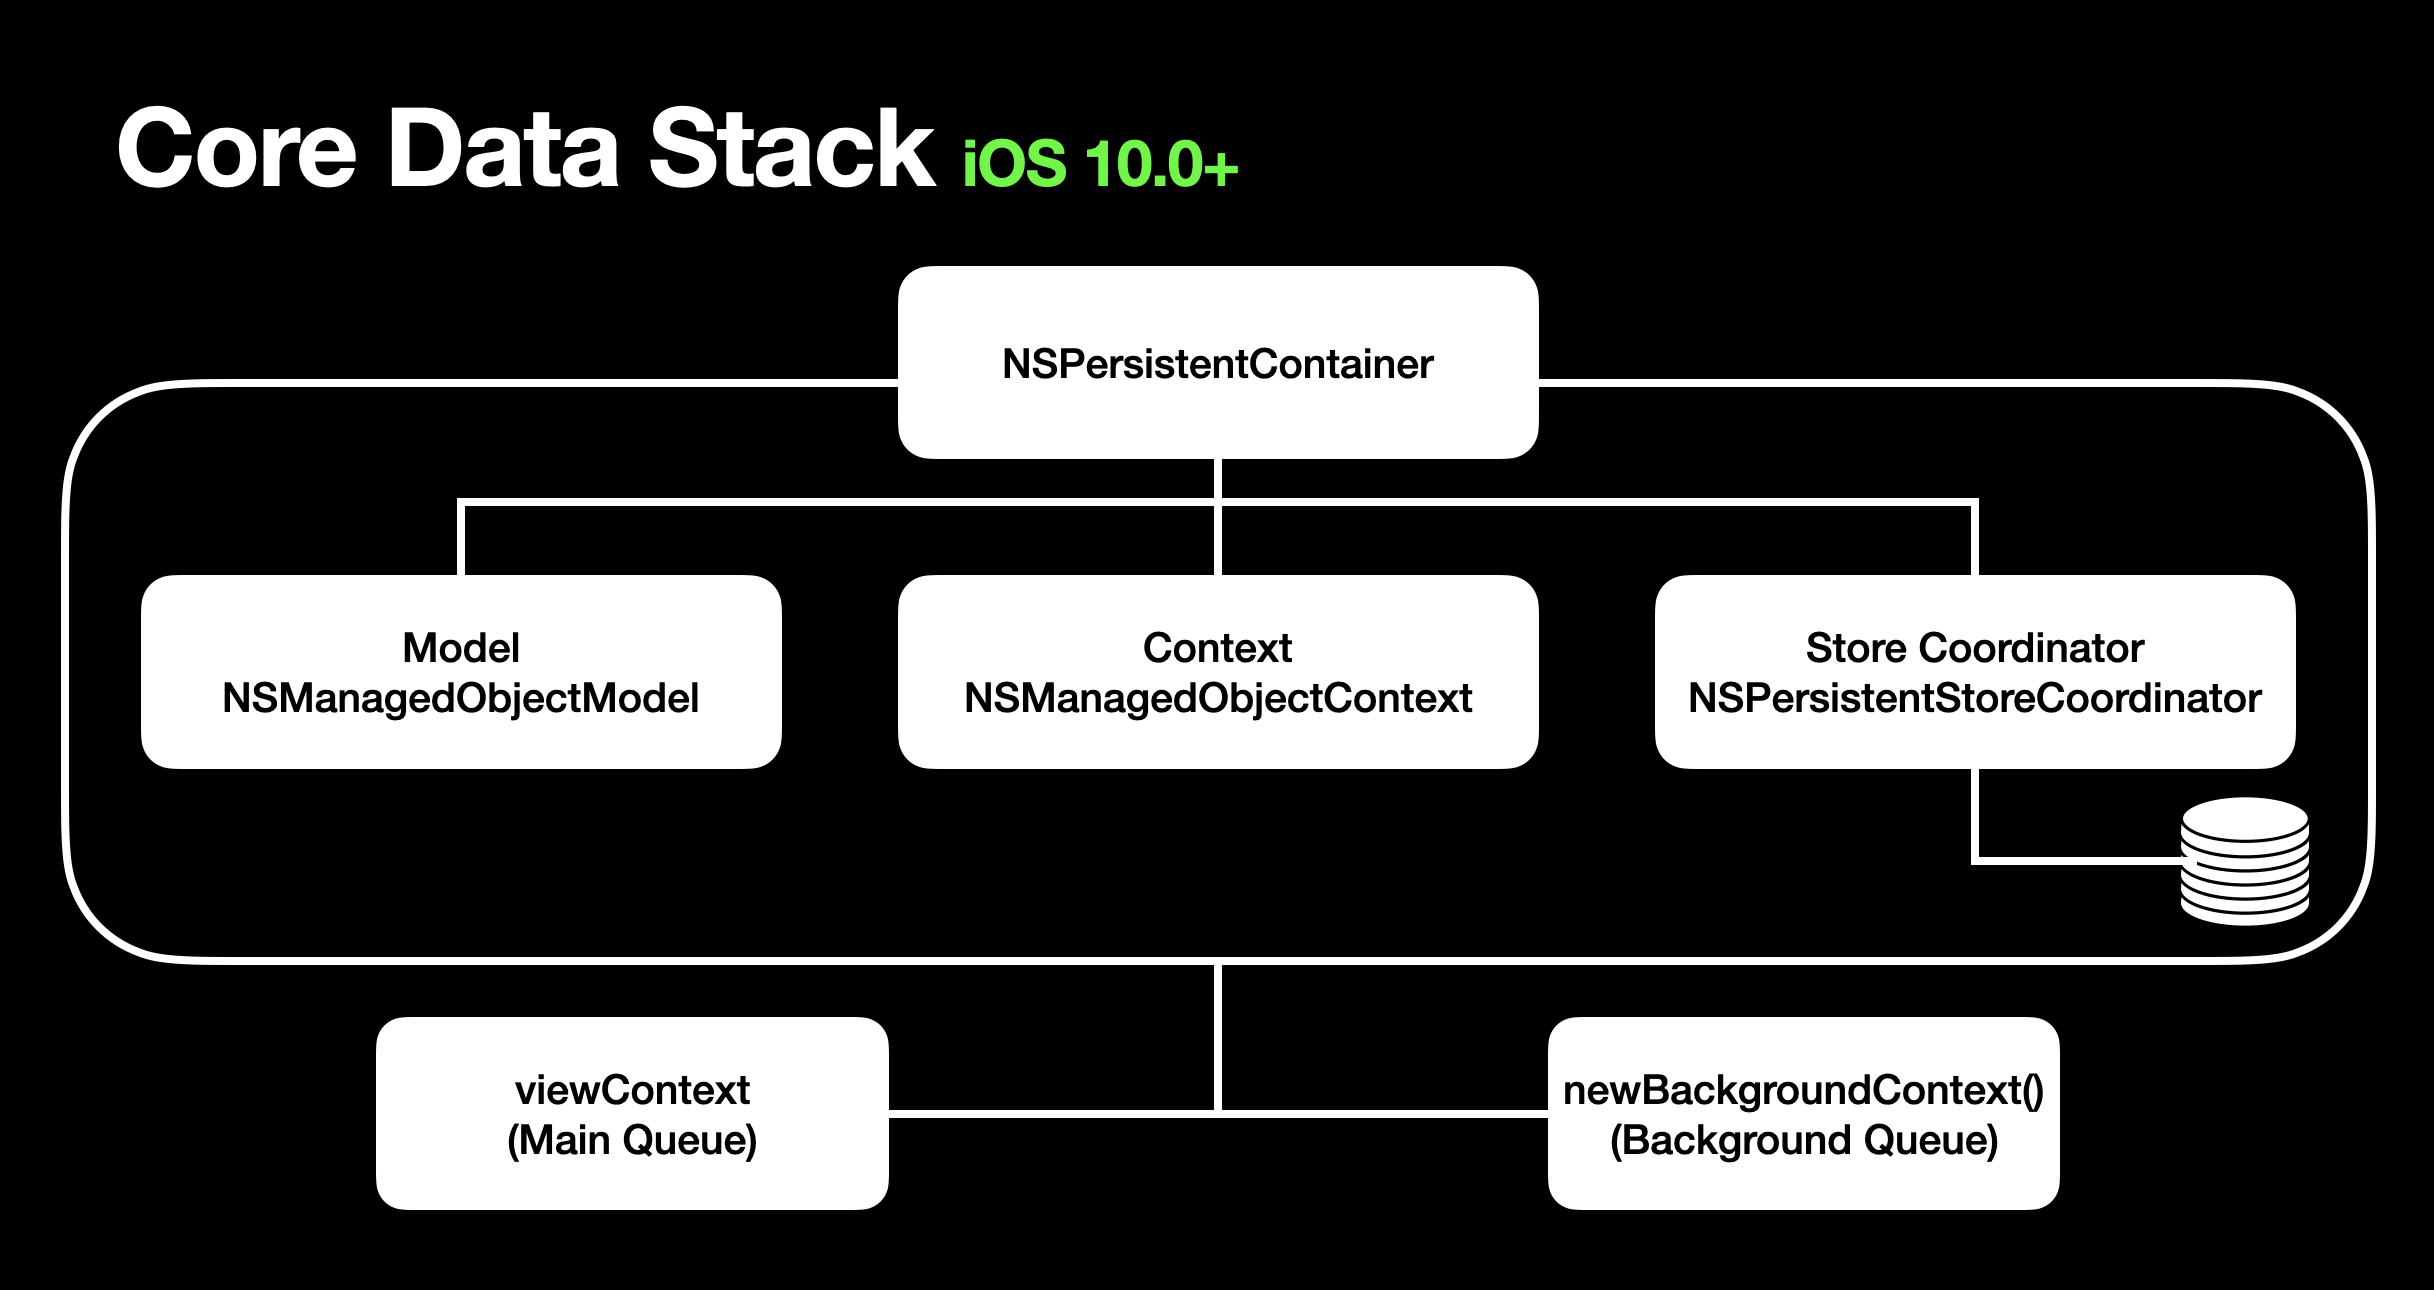 Core Data Stack iOS 10.0+
NSPersistentContainer
Model
NSManagedObjectModel
Context
NSManagedObjectContext
Store Coordinator
NSPersistentStoreCoordinator
viewContext
(Main Queue)
newBackgroundContext()
(Background Queue)